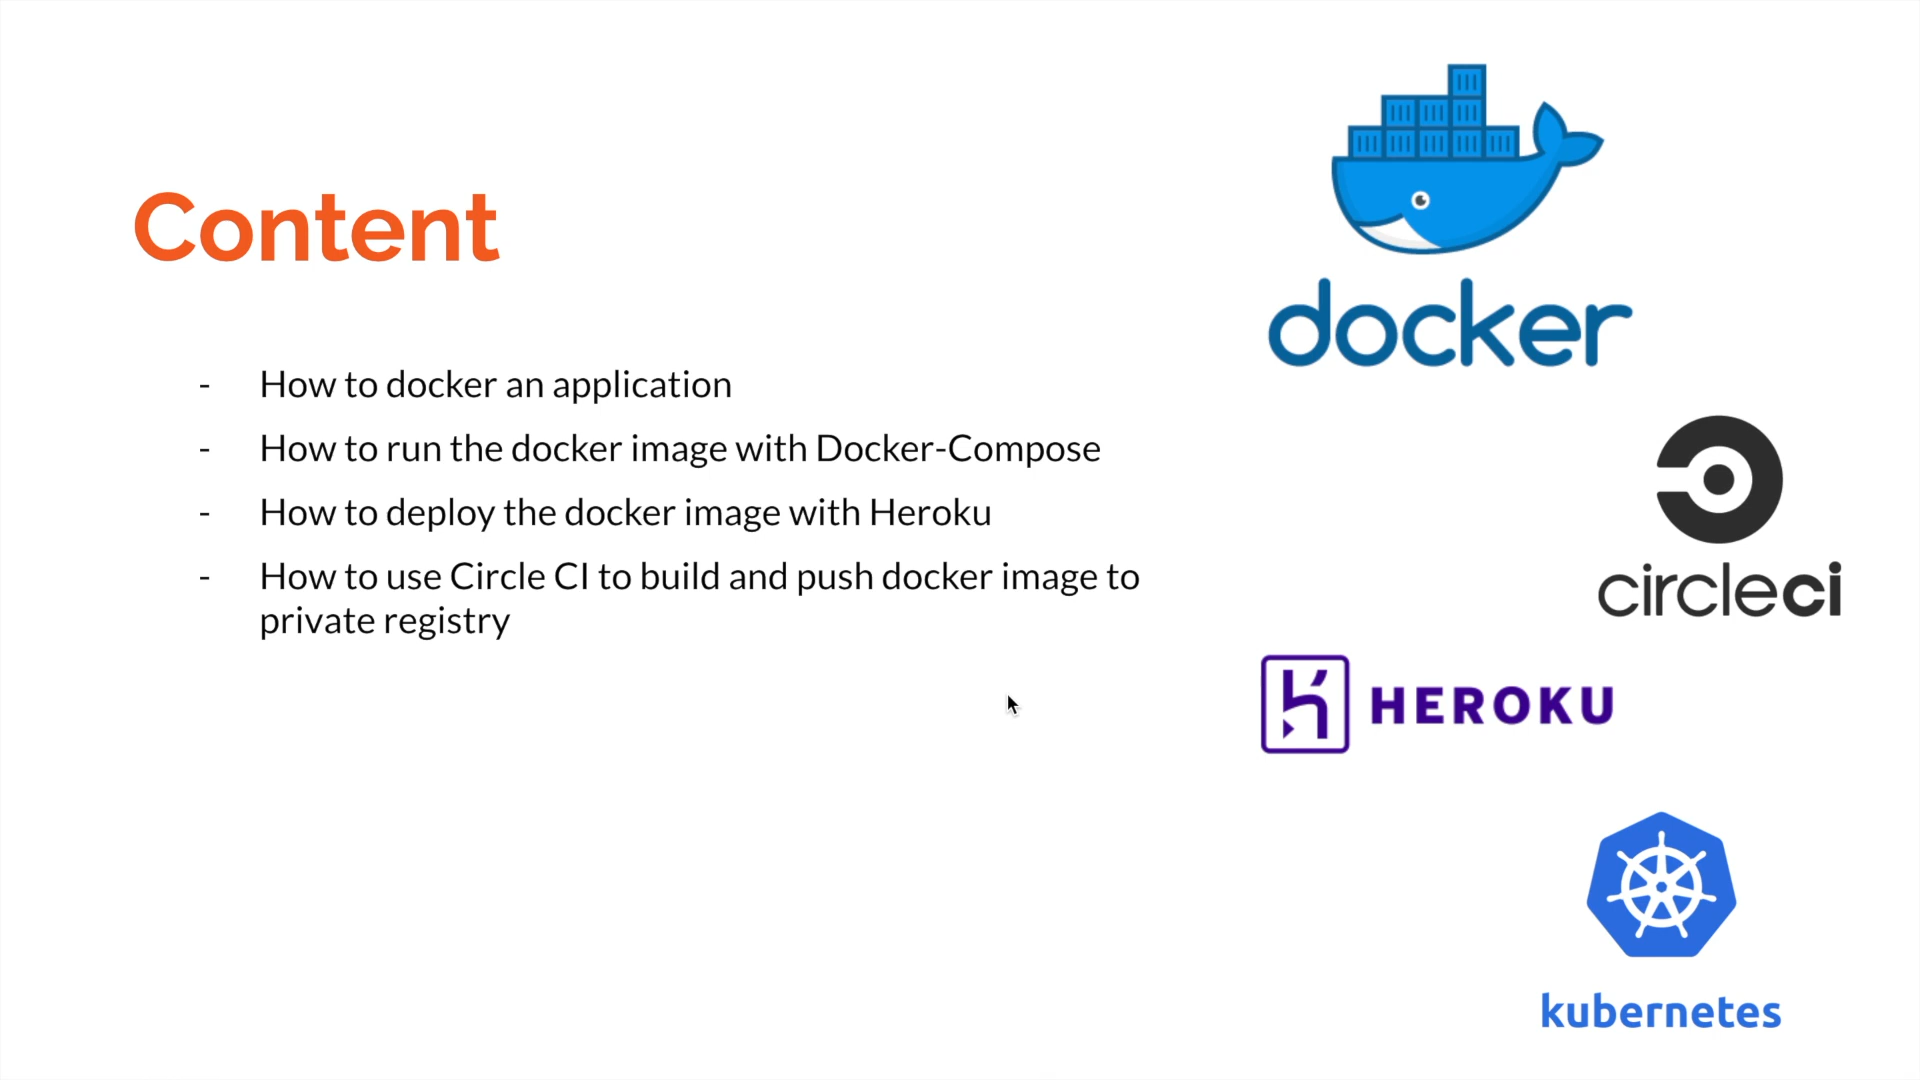 Content
- How to docker an application
- How to run the docker image with Docker-Compose
- How to deploy the docker image with Heroku
- How to use Circle CI to build and push docker image to
private registry
docker
circleci
HEROKU
kubernetes